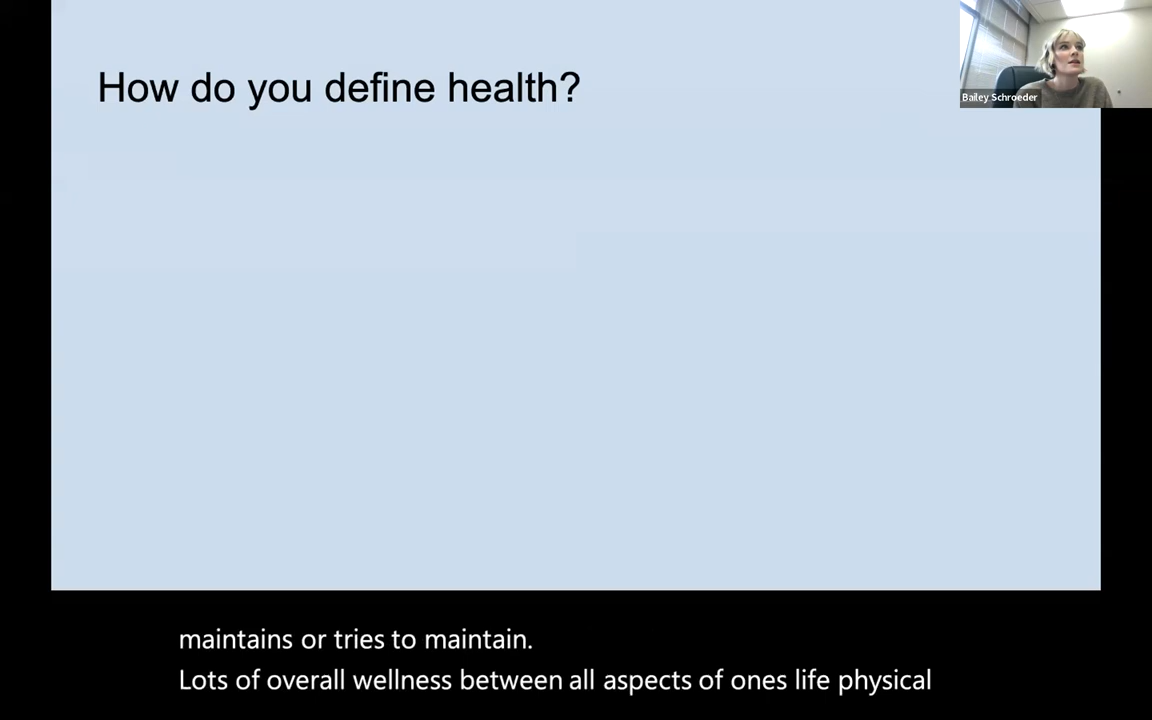 How do you define health?
Bailey Schroeder
maintains or tries to maintain.
Lots of overall wellness between all aspects of ones life physical